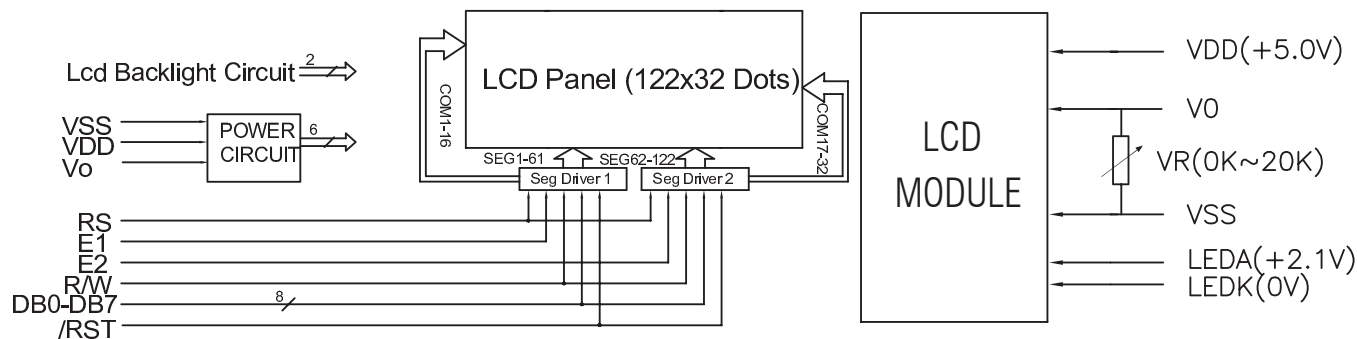 Lcd Backlight Circuit
2
VSS
VDD
Vo
POWER
CIRCUIT
6
LCD Panel (122x32 Dots)
COM1-16
COM17-32
SEG1-61
SEG62-122
Seg Driver 1
Seg Driver 2
RS
E1
E2
R/W
DB0-DB7
8
/RST
LCD
MODULE
VDD(+5.0V)
V0
VR(0K~20K)
VSS
LEDA(+2.1V)
LEDK(0V)